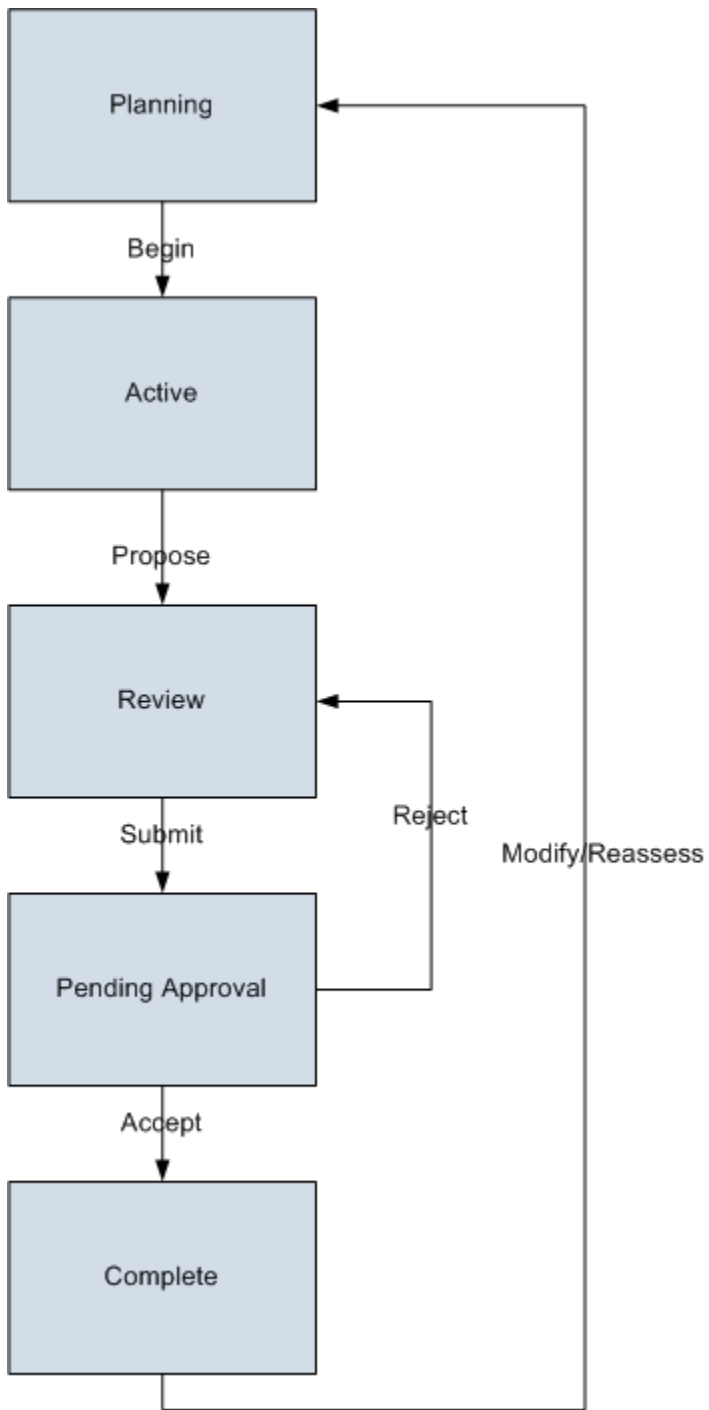 Planning
Begin
Active
Propose
Review
Submit
Reject
Modify/Reassess
Pending Approval
Accept
Complete